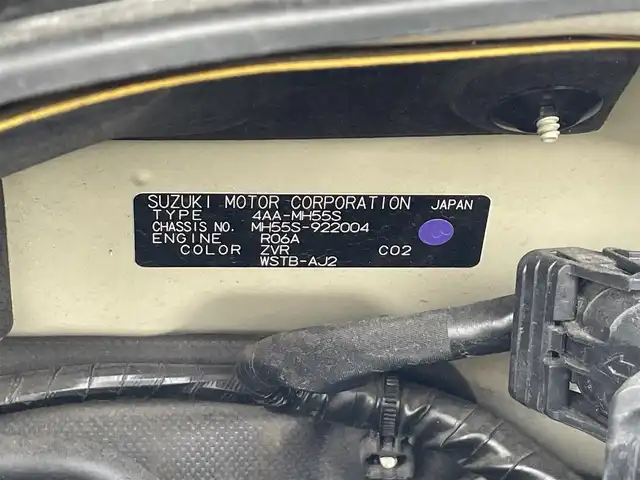 SUZUKI MOTOR CORPORATION JAPAN
TYPE 4AA-MH55S
CHASSIS NO. MH55S-922004
ENGINE R06A
COLOR ZVR C02
WSTB-AJ2